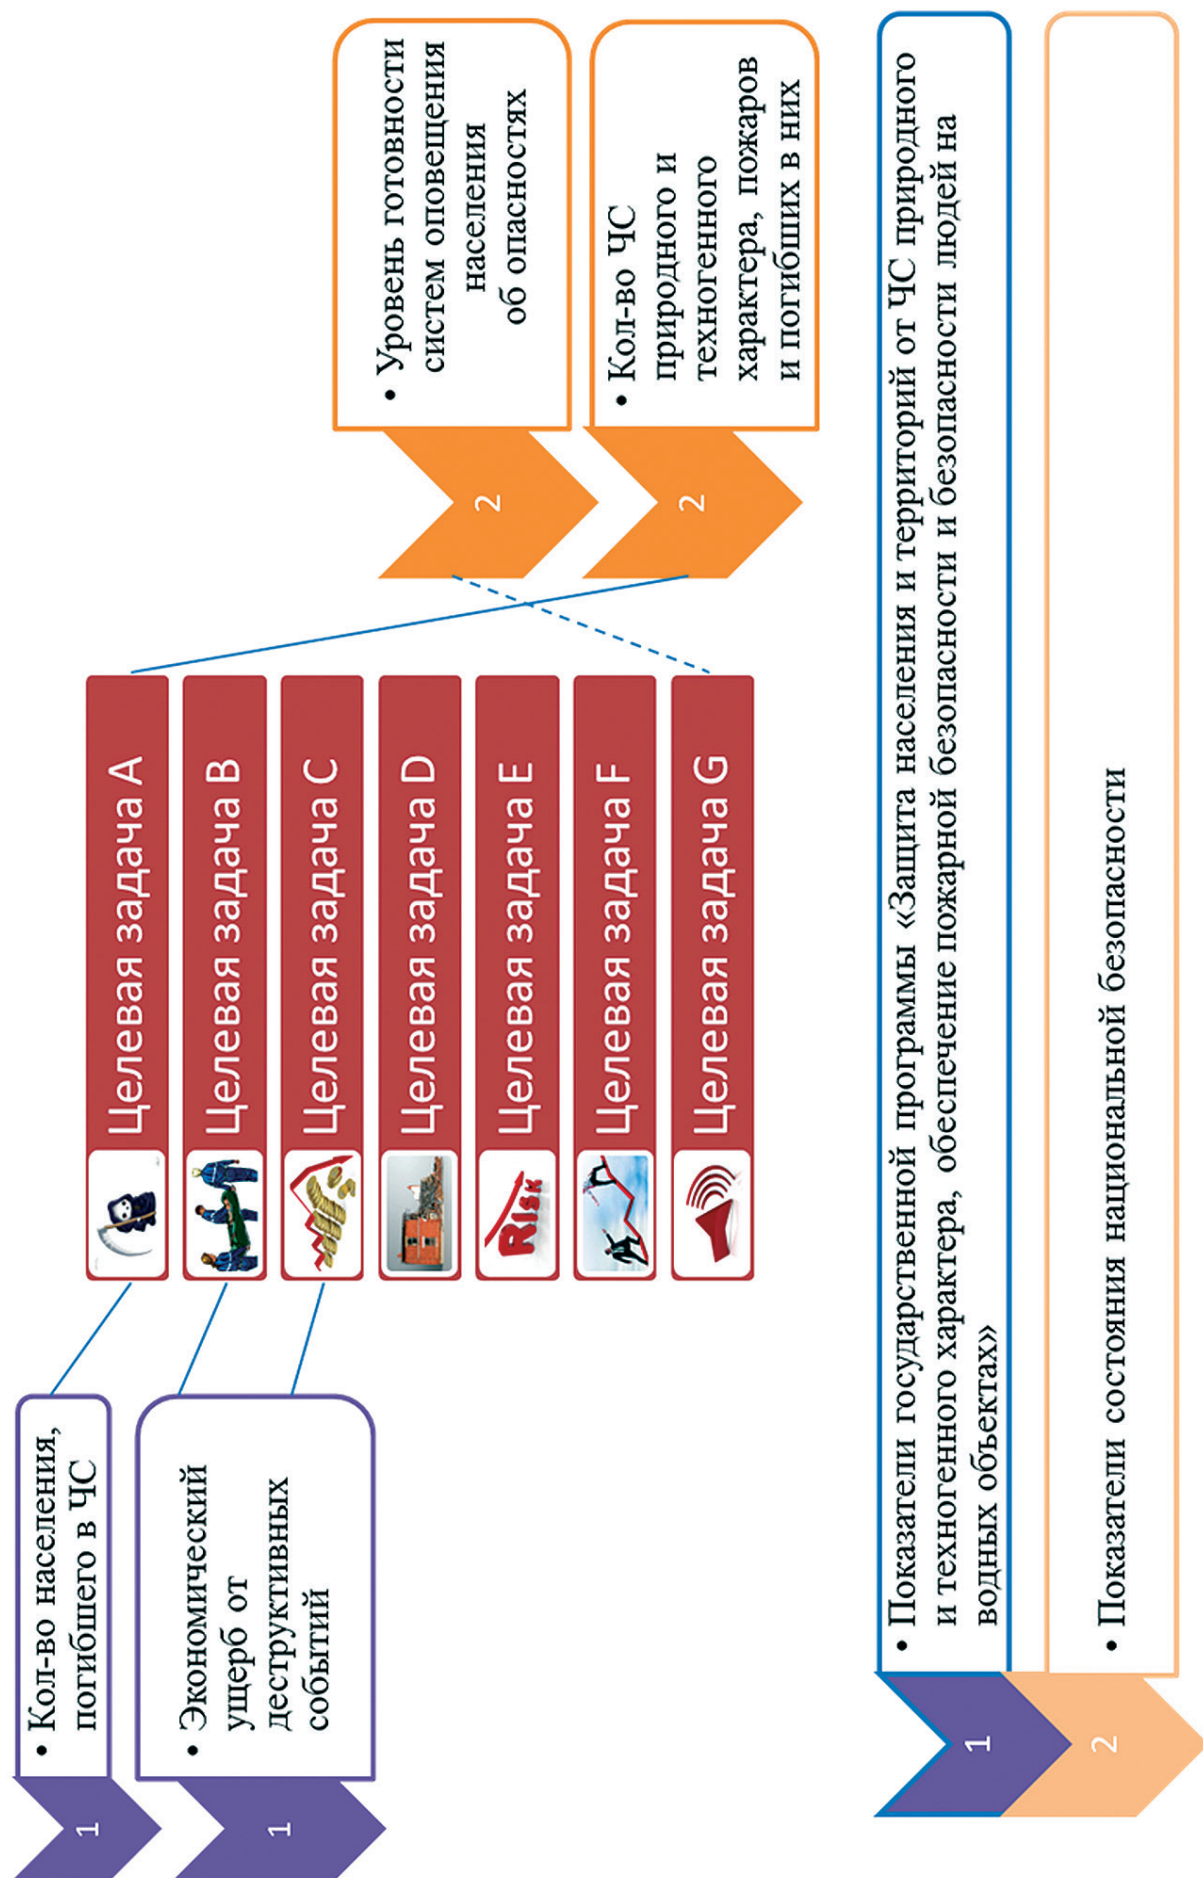 1
• Кол-во населения,
погибшего в ЧС
1
• Экономический
ущерб от
деструктивных
событий
Целевая задача A
Целевая задача B
Целевая задача C
Целевая задача D
Risk
Целевая задача E
Целевая задача F
Целевая задача G
2
• Уровень готовности
систем оповещения
населения
об опасностях
2
• Кол-во ЧС
природного и
техногенного
характера, пожаров
и погибших в них
1
• Показатели государственной программы «Защита населения и территорий от ЧС природного
и техногенного характера, обеспечение пожарной безопасности и безопасности людей на
водных объектах»
2
• Показатели состояния национальной безопасности